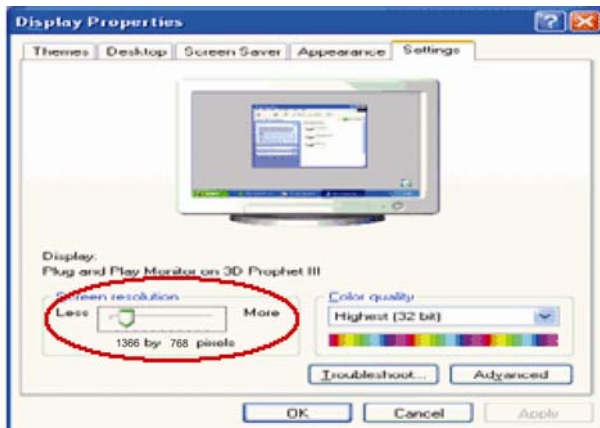 Display Properties
Themes Desktop Screen Saver Appearance Settings
Display:
Plug and Play Monitor on 3D Prophet III
Screen resolution
Less More
1366 by 768 pixels
Color quality
Highest (32 bit)
Troubleshoot... Advanced
OK Cancel Apply